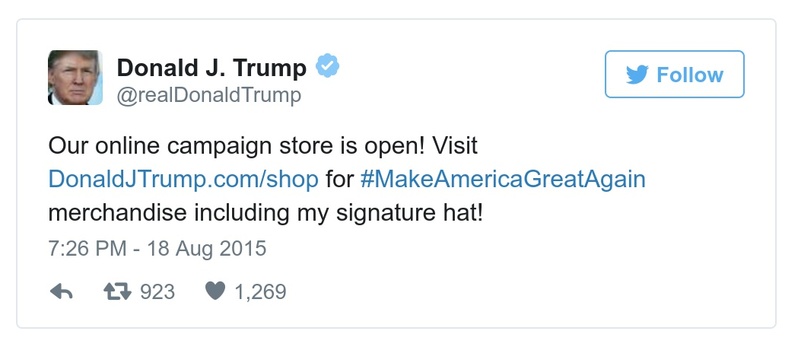 Donald J. Trump
@realDonaldTrump
Follow
Our online campaign store is open! Visit
DonaldJTrump.com/shop for #MakeAmericaGreatAgain
merchandise including my signature hat!
7:26 PM - 18 Aug 2015
923 1,269